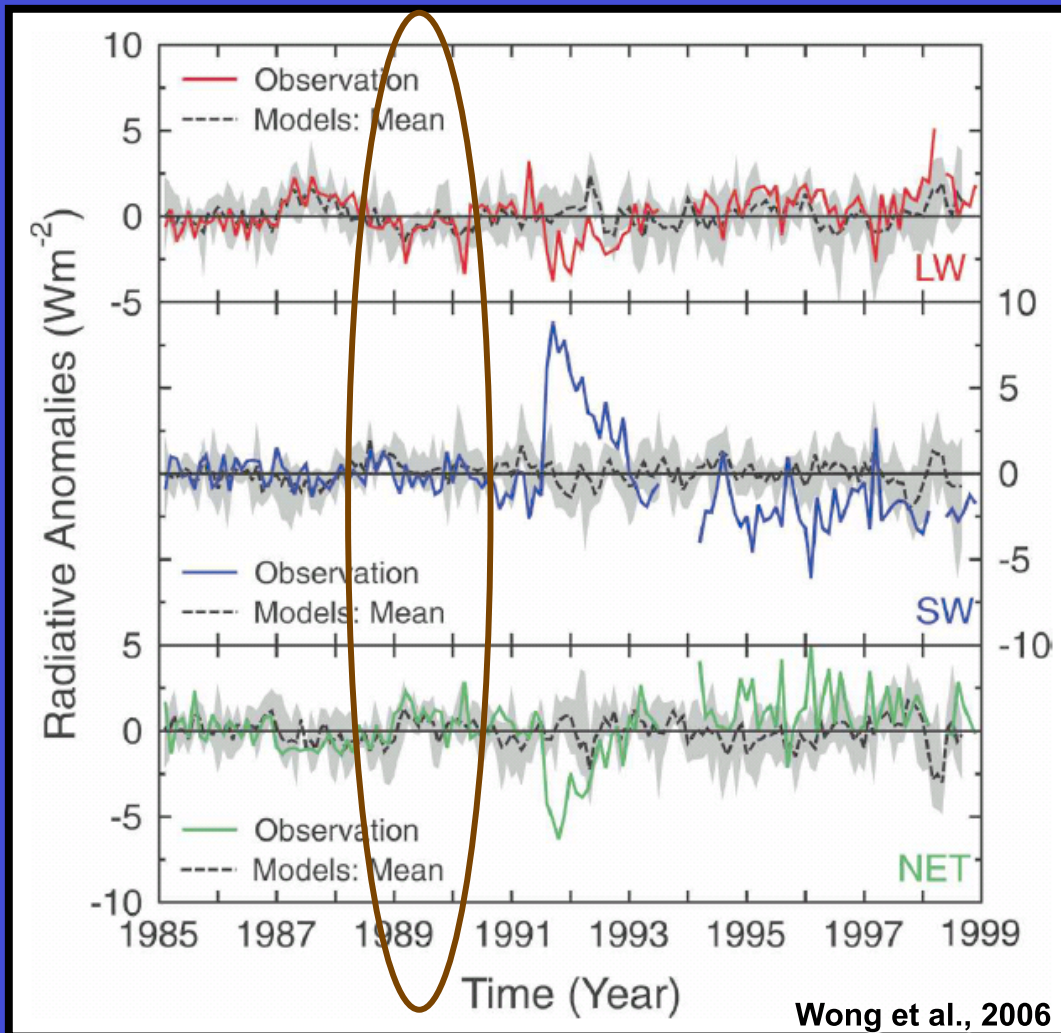 10
Observation
Models: Mean
5
0
LW
-5
10
5
0
Observation
-5
Models: Mean
SW
5
-10
0
-5
Observation
Models: Mean
NET
-10
Radiative Anomalies (Wm-2)
1985 1987 1989 1991 1993 1995 1997 1999
Time (Year)
Wong et al., 2006